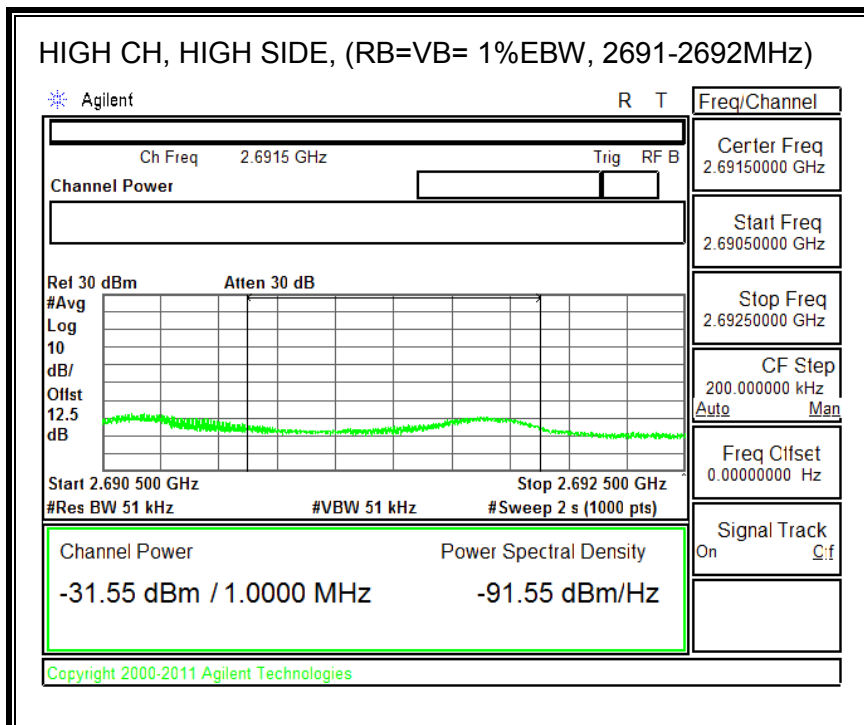 HIGH CH, HIGH SIDE, (RB=VB= 1%EBW, 2691-2692MHz)
Agilent R T
Freq/Channel
Ch Freq 2.6915 GHz Trig RF B
Channel Power
Center Freq
2.69150000 GHz
Start Freq
2.69050000 GHz
Stop Freq
2.69250000 GHz
CF Step
200.000000 kHz
Auto Man
Freq Offset
0.00000000 Hz
Signal Track
On Off
Ref 30 dBm Atten 30 dB
#Avg
Log
10
dB/
Offst
12.5
dB
Start 2.690 500 GHz Stop 2.692 500 GHz
#Res BW 51 kHz #VBW 51 kHz #Sweep 2 s (1000 pts)
Channel Power Power Spectral Density
-31.55 dBm / 1.0000 MHz -91.55 dBm/Hz
Copyright 2000-2011 Agilent Technologies